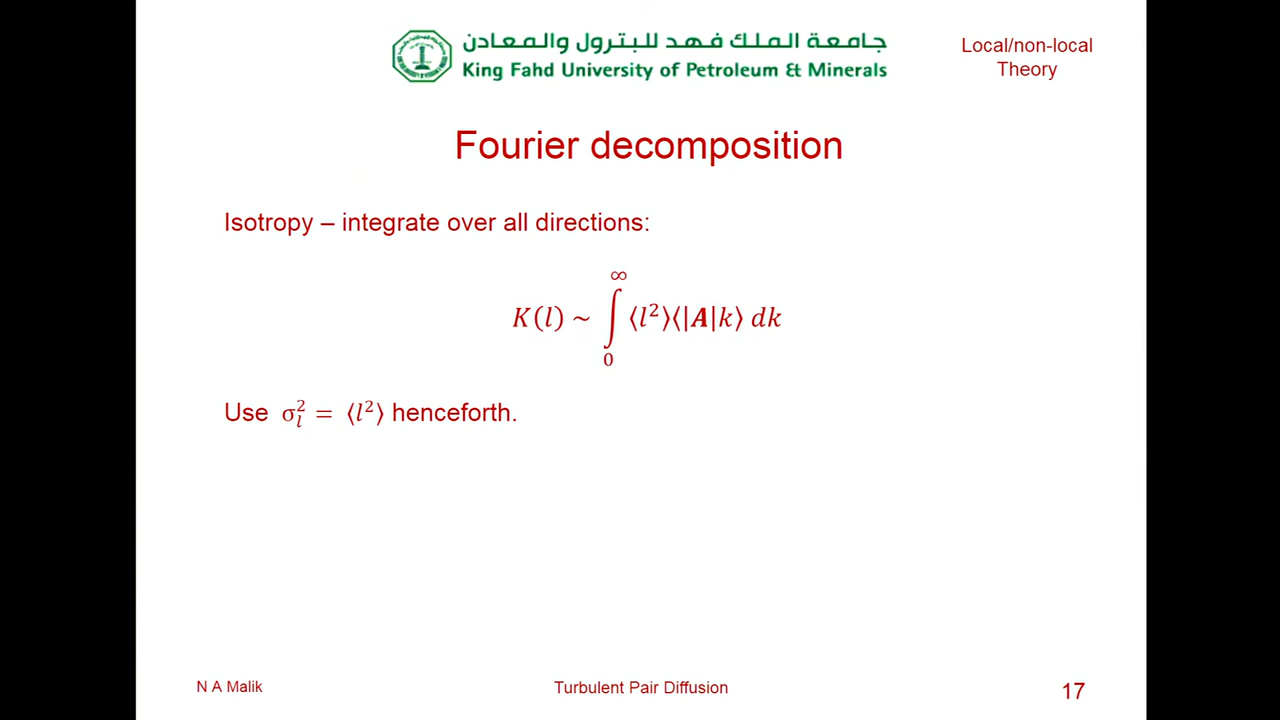 جامعة الملك فهد للبترول والمعادن
King Fahd University of Petroleum & Minerals
Local/non-local
Theory
Fourier decomposition
Isotropy – integrate over all directions:
K(l) ~ ∫₀^∞ ⟨l²⟩⟨|A|k⟩ dk
Use σ_l² = ⟨l²⟩ henceforth.
N A Malik
Turbulent Pair Diffusion
17